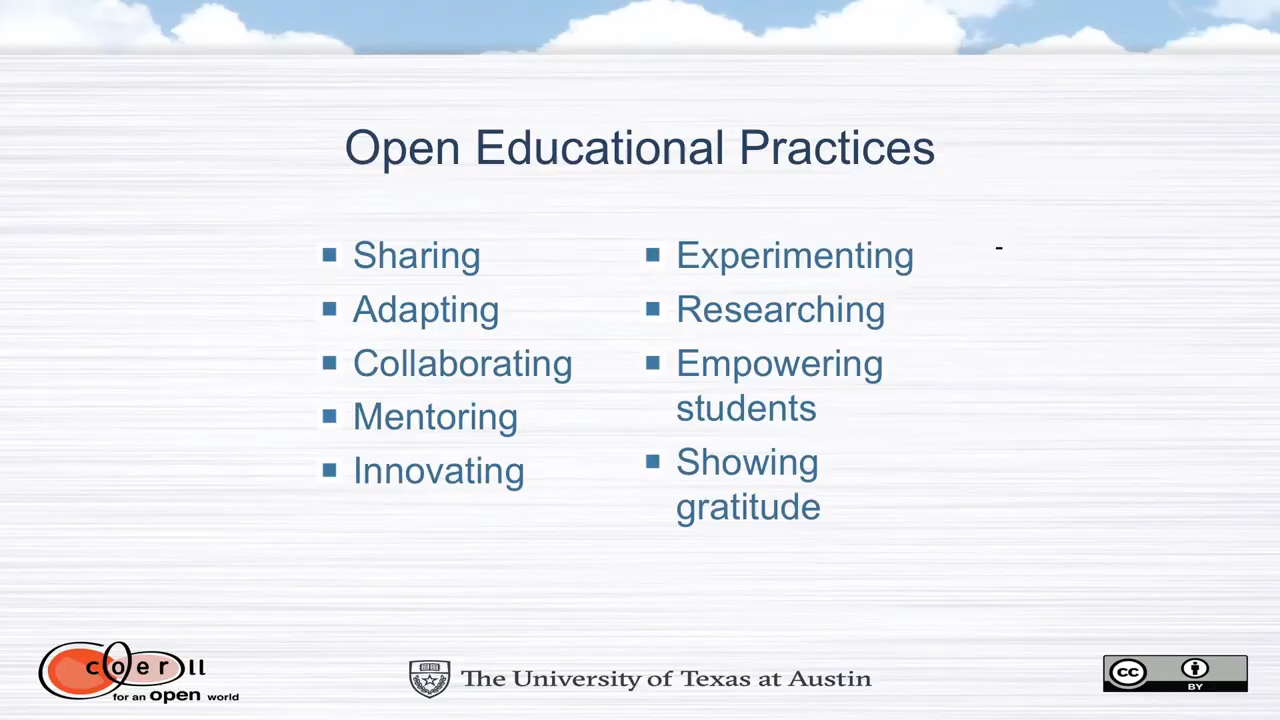 Open Educational Practices
Sharing
Adapting
Collaborating
Mentoring
Innovating
Experimenting
Researching
Empowering
students
Showing
gratitude
-
coerll
for an open world
The University of Texas at Austin
cc
BY